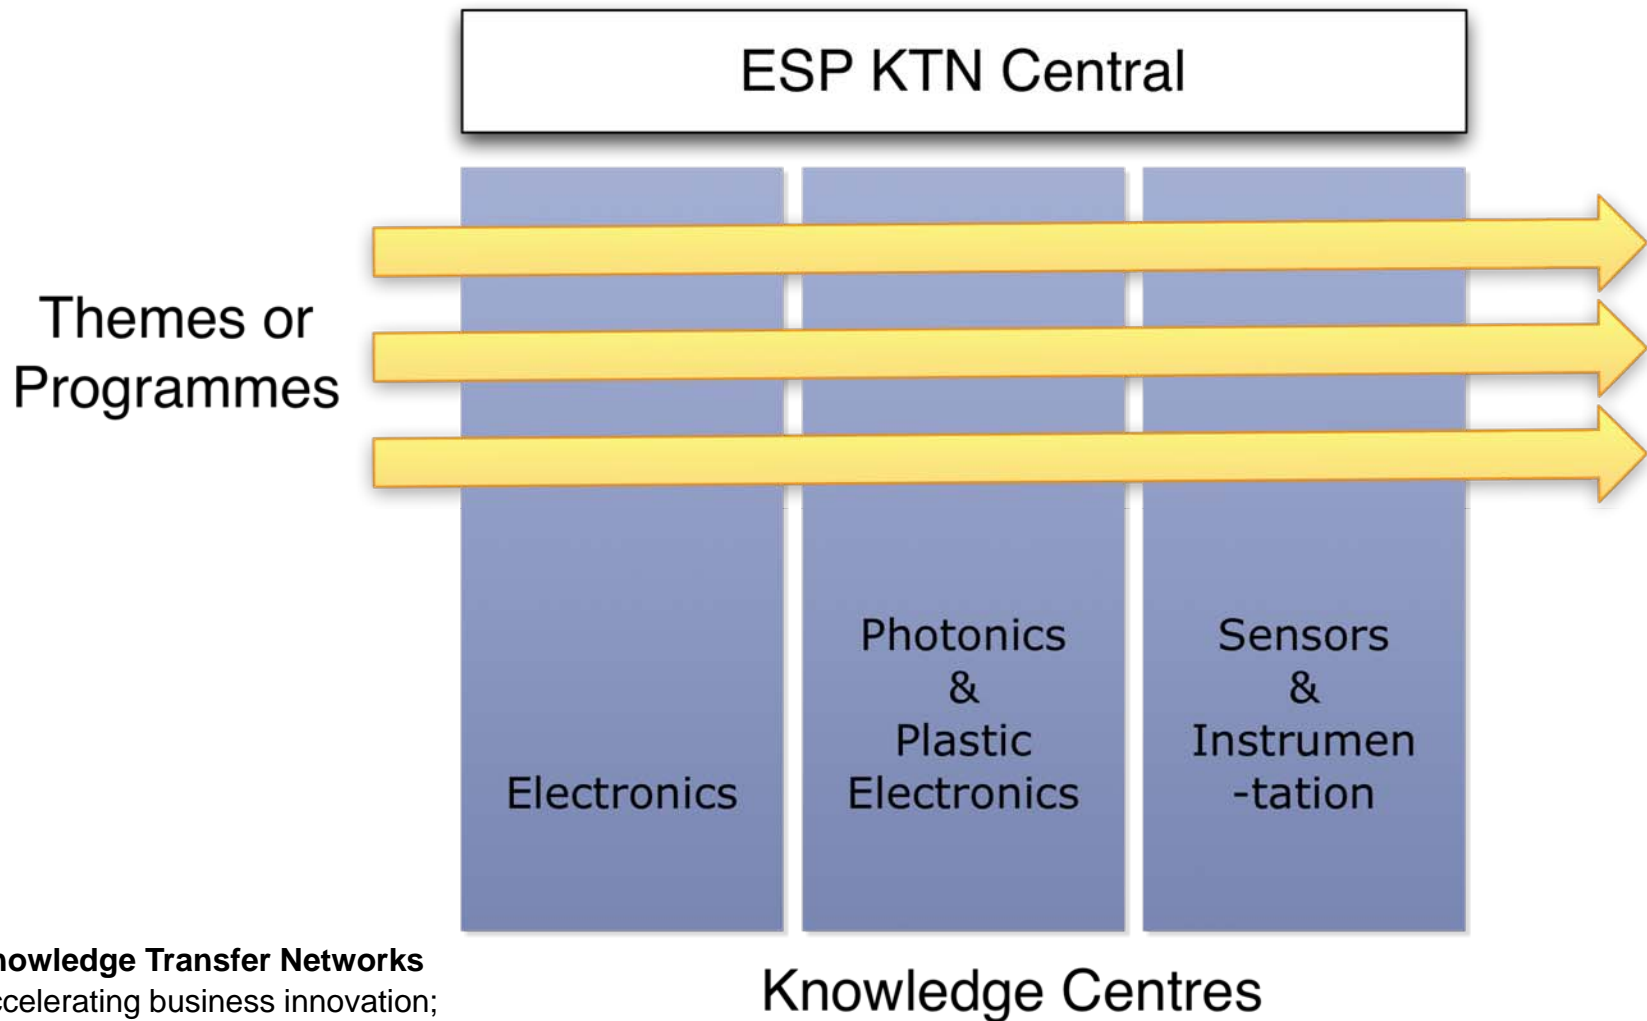 ESP KTN Central
Themes or
Programmes
Electronics
Photonics
&
Plastic
Electronics
Sensors
&
Instrumen
-tation
nowledge Transfer Networks
ccelerating business innovation;
Knowledge Centres